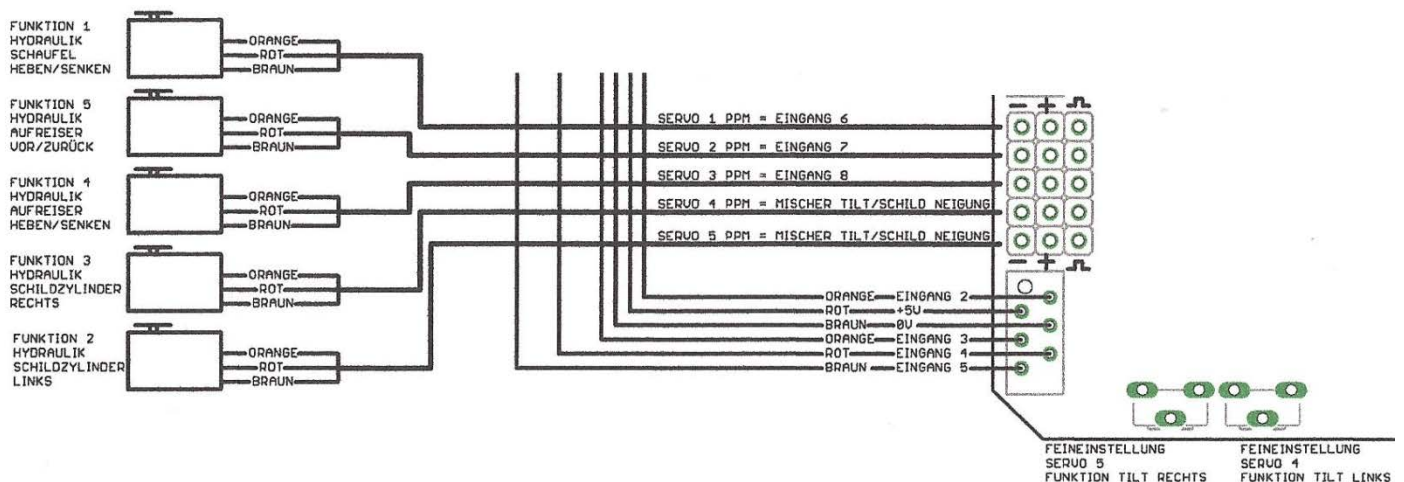 FUNKTION 1
HYDRAULIK
SCHAUFEL
HEBEN/SENKEN
ORANGE
ROT
BRAUN
FUNKTION 5
HYDRAULIK
AUFREISER
VOR/ZURÜCK
ORANGE
ROT
BRAUN
FUNKTION 4
HYDRAULIK
AUFREISER
HEBEN/SENKEN
ORANGE
ROT
BRAUN
FUNKTION 3
HYDRAULIK
SCHILDZYLINDER
RECHTS
ORANGE
ROT
BRAUN
FUNKTION 2
HYDRAULIK
SCHILDZYLINDER
LINKS
ORANGE
ROT
BRAUN
SERVO 1 PPM = EINGANG 6
SERVO 2 PPM = EINGANG 7
SERVO 3 PPM = EINGANG 8
SERVO 4 PPM = MISCHER TILT/SCHILD NEIGUNG
SERVO 5 PPM = MISCHER TILT/SCHILD NEIGUNG
- +
- +
ORANGE EINGANG 2
ROT +5V
BRAUN 0V
ORANGE EINGANG 3
ROT EINGANG 4
BRAUN EINGANG 5
FEINEINSTELLUNG
SERVO 5
FUNKTION TILT RECHTS
FEINEINSTELLUNG
SERVO 4
FUNKTION TILT LINKS